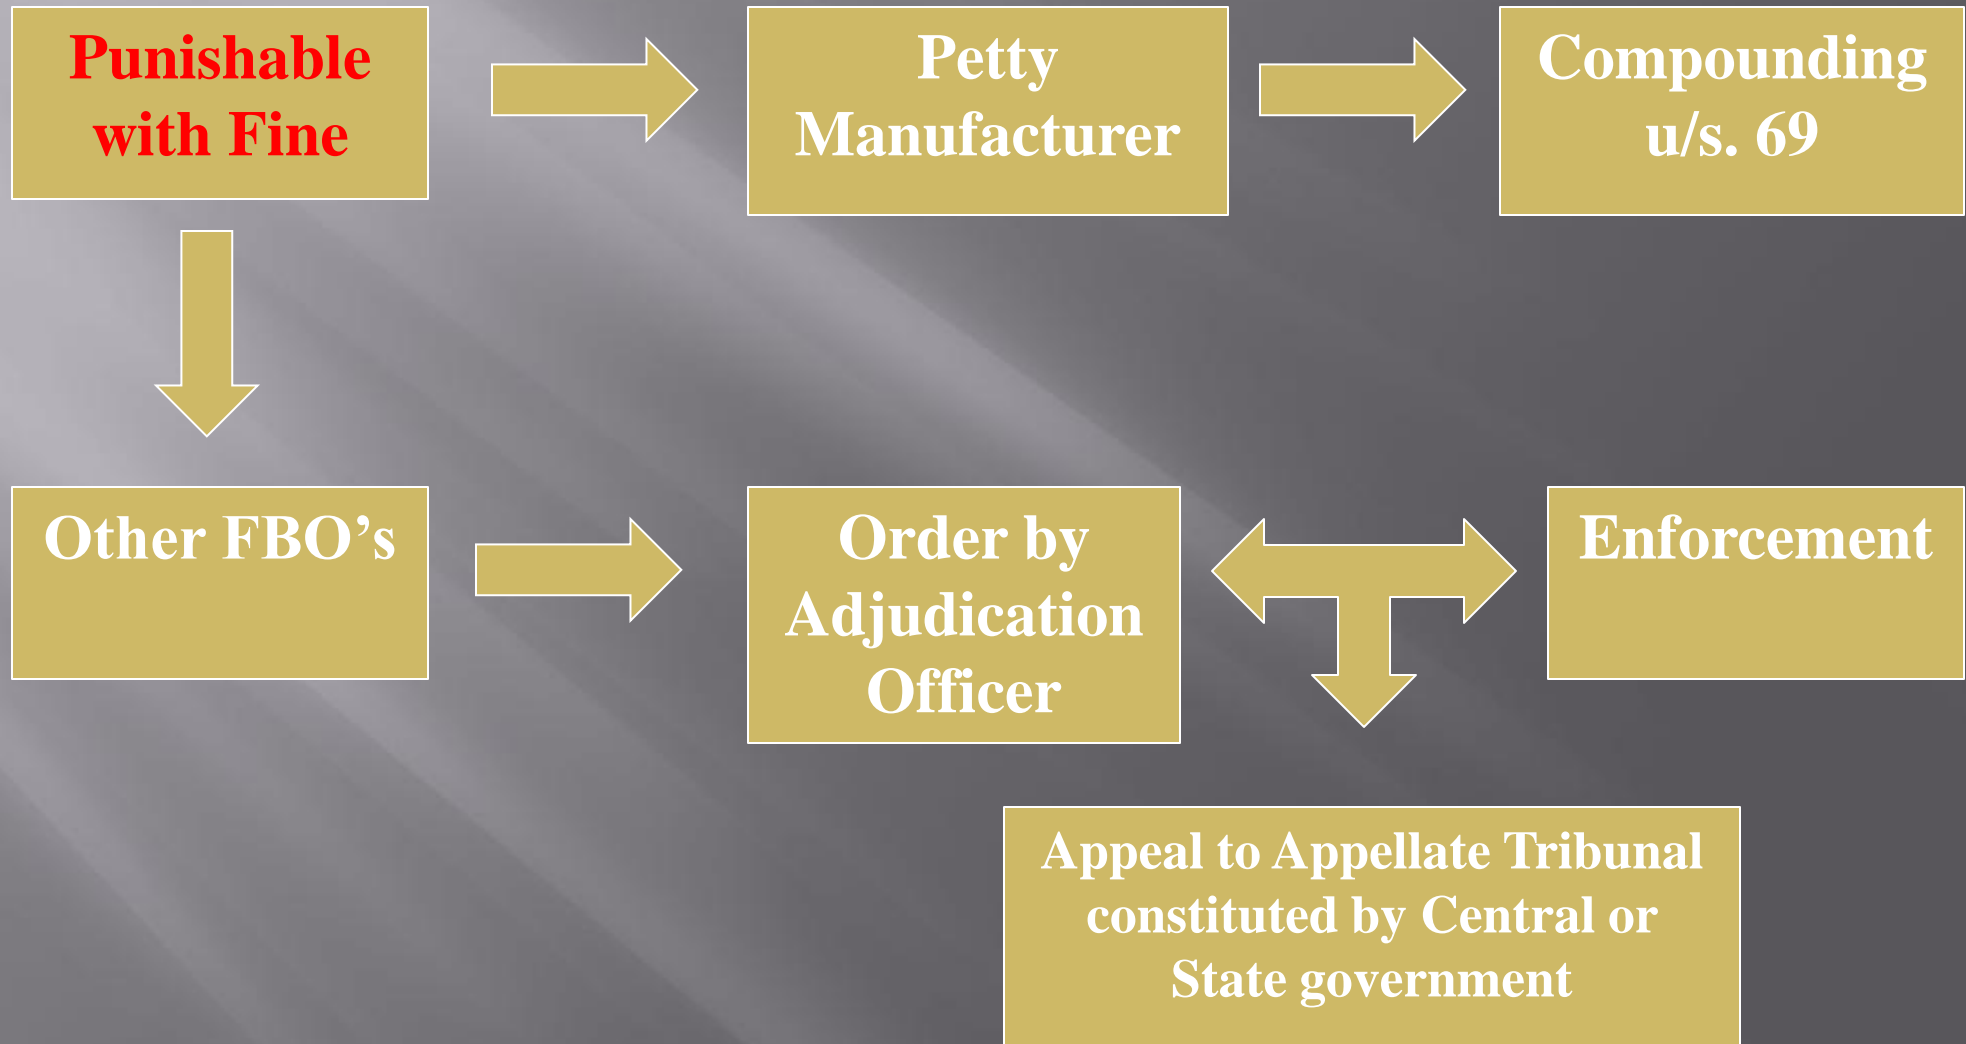 Punishable
with Fine
Petty
Manufacturer
Compounding
u/s. 69
Other FBO’s
Order by
Adjudication
Officer
Enforcement
Appeal to Appellate Tribunal
constituted by Central or
State government